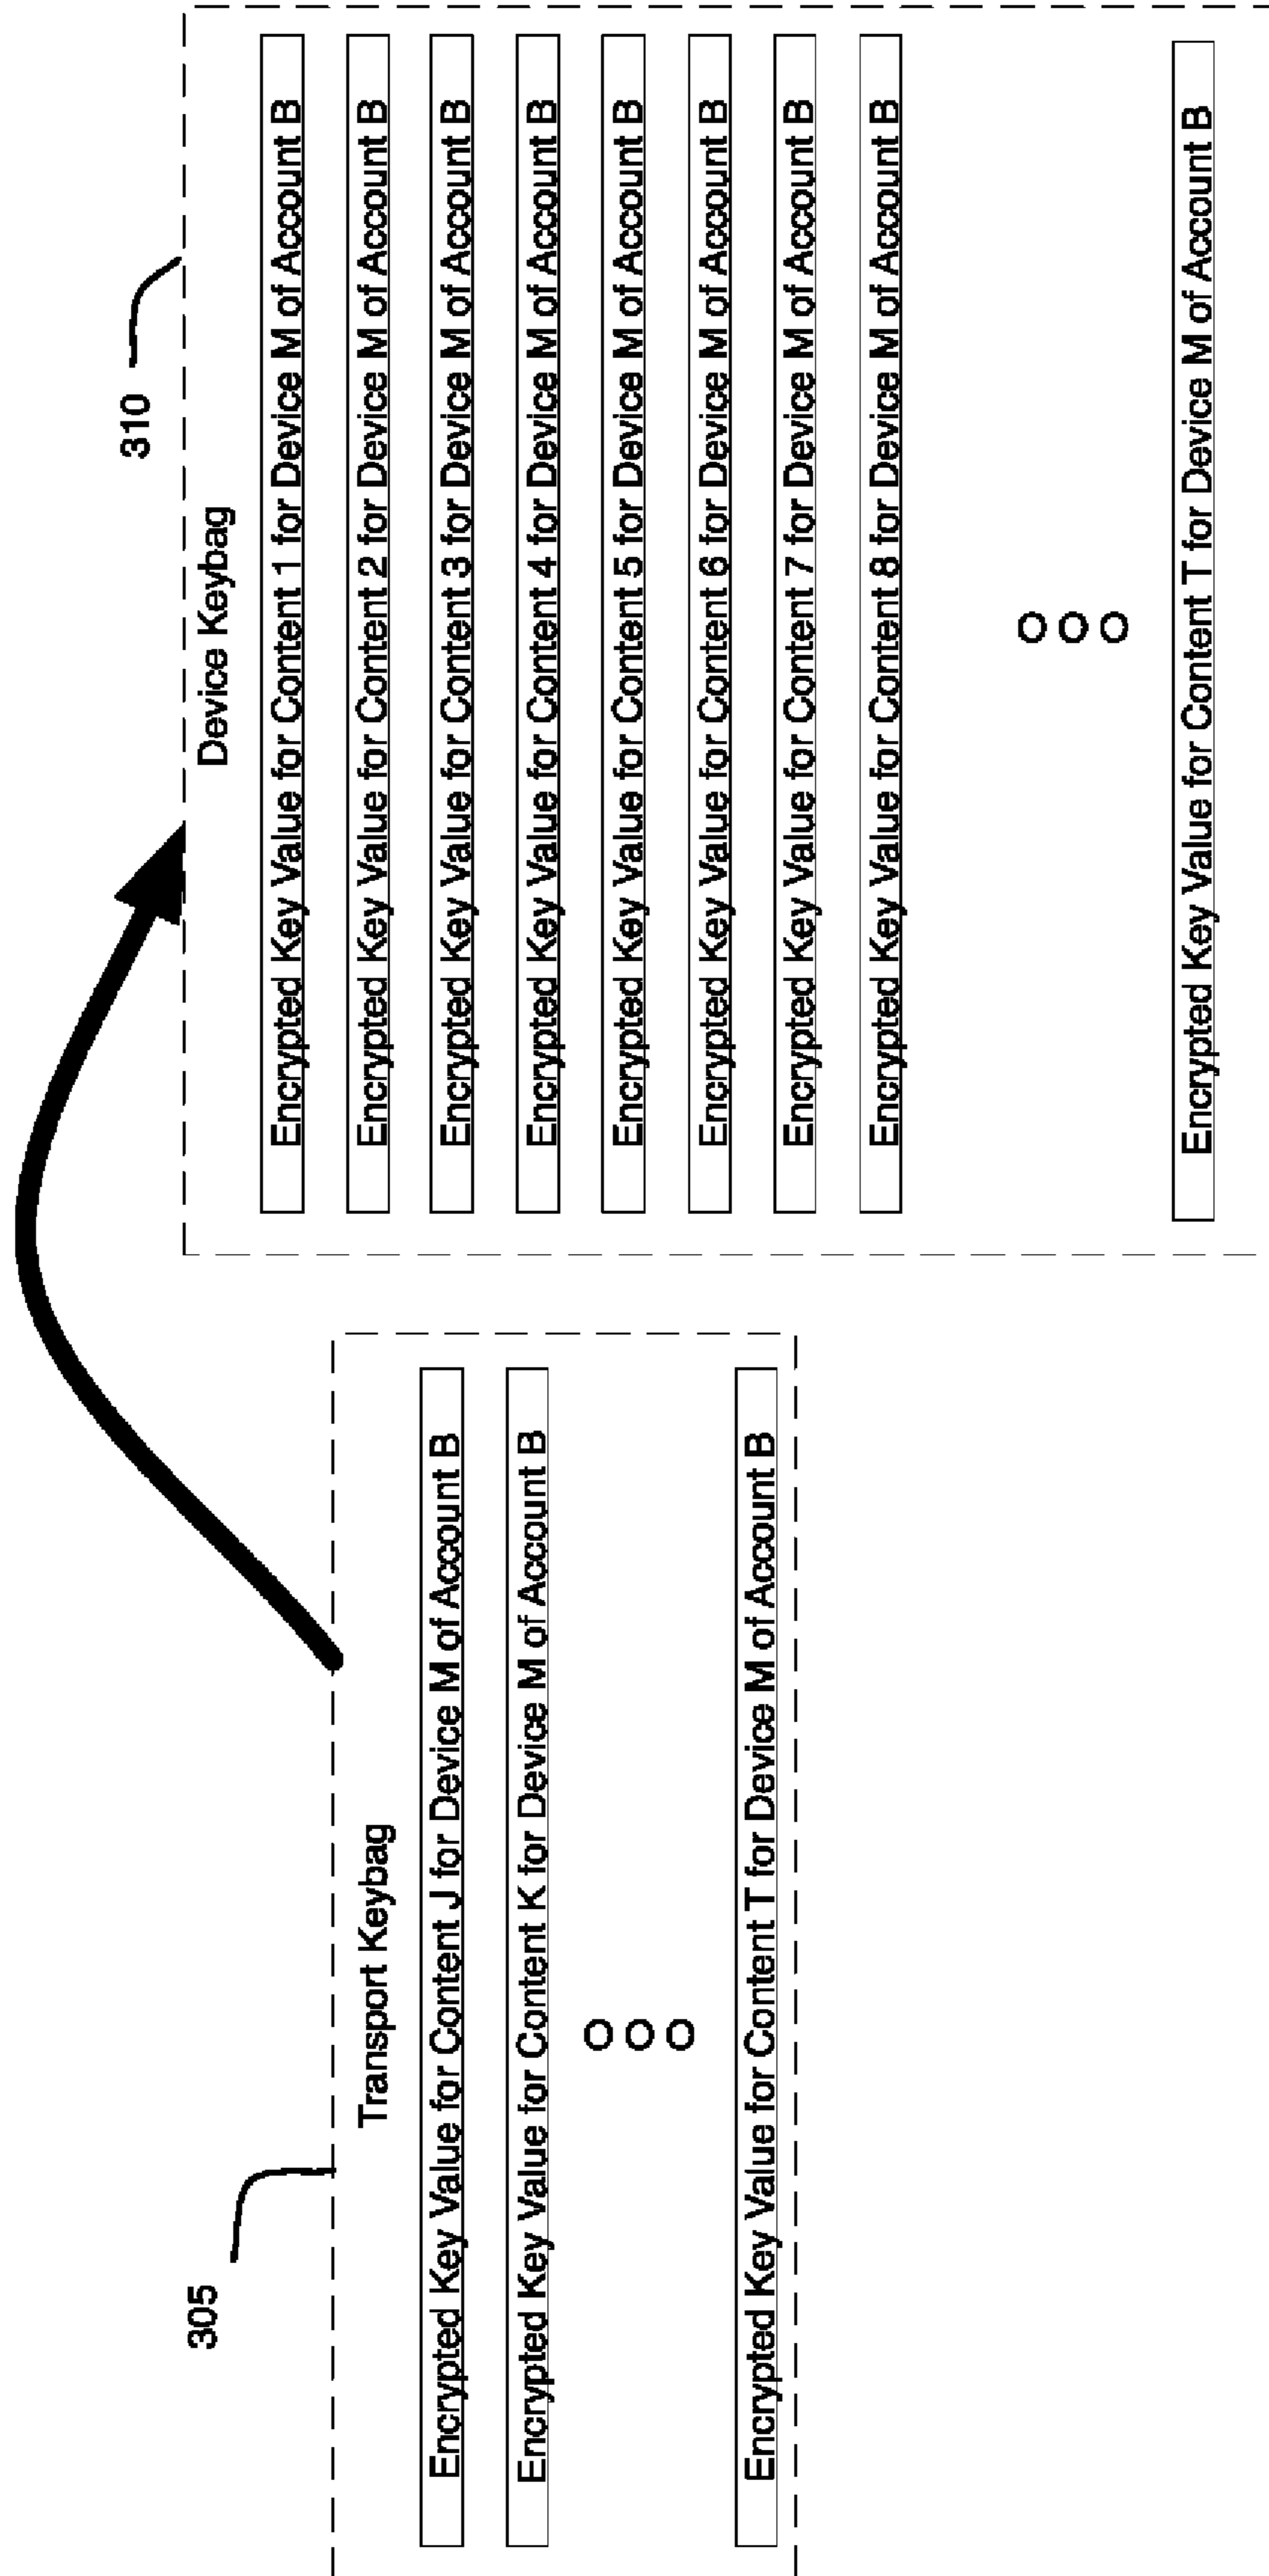 305
Transport Keybag
Encrypted Key Value for Content J for Device M of Account B
Encrypted Key Value for Content K for Device M of Account B
Encrypted Key Value for Content T for Device M of Account B
310
Device Keybag
Encrypted Key Value for Content 1 for Device M of Account B
Encrypted Key Value for Content 2 for Device M of Account B
Encrypted Key Value for Content 3 for Device M of Account B
Encrypted Key Value for Content 4 for Device M of Account B
Encrypted Key Value for Content 5 for Device M of Account B
Encrypted Key Value for Content 6 for Device M of Account B
Encrypted Key Value for Content 7 for Device M of Account B
Encrypted Key Value for Content 8 for Device M of Account B
Encrypted Key Value for Content T for Device M of Account B